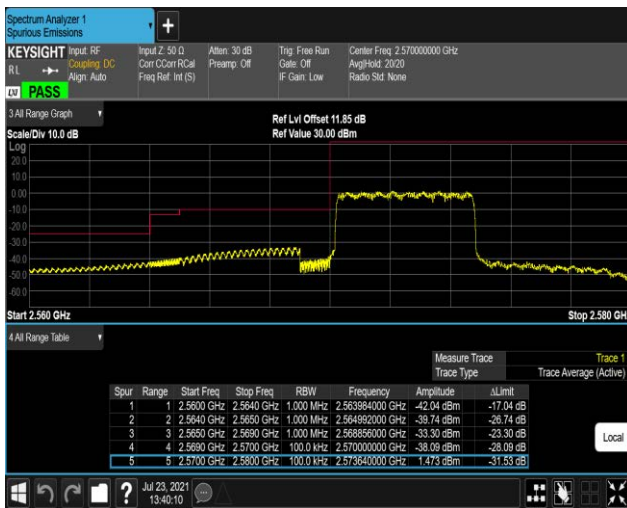 Spectrum Analyzer 1
Spurious Emissions
KEYSIGHT
RL
LXI PASS
Input: RF
Coupling: DC
Align: Auto
Input Z: 50 Ω
Corr CCorr RCal
Freq Ref: Int (S)
Atten: 30 dB
Preamp: Off
Trig: Free Run
Gate: Off
IF Gain: Low
Center Freq: 2.570000000 GHz
Avg|Hold: 20/20
Radio Std: None
3 All Range Graph
Scale/Div 10.0 dB
Ref Lvl Offset 11.85 dB
Ref Value 30.00 dBm
Log
20.0
10.0
0.00
-10.0
-20.0
-30.0
-40.0
-50.0
-60.0
Start 2.560 GHz
Stop 2.580 GH
4 All Range Table
Measure Trace Trace 1
Trace Type Trace Average (Active)
Spur Range Start Freq Stop Freq RBW Frequency Amplitude ΔLimit
1 1 2.5600 GHz 2.5640 GHz 1.000 MHz 2.563984000 GHz -42.04 dBm -17.04 dB
2 2 2.5640 GHz 2.5650 GHz 1.000 MHz 2.564992000 GHz -39.74 dBm -26.74 dB
3 3 2.5650 GHz 2.5690 GHz 1.000 MHz 2.568856000 GHz -33.30 dBm -23.30 dB
4 4 2.5690 GHz 2.5700 GHz 100.0 kHz 2.570000000 GHz -38.09 dBm -28.09 dB
5 5 2.5700 GHz 2.5800 GHz 100.0 kHz 2.573640000 GHz 1.473 dBm -31.53 dB
Local
?
Jul 23, 2021
13:40:10